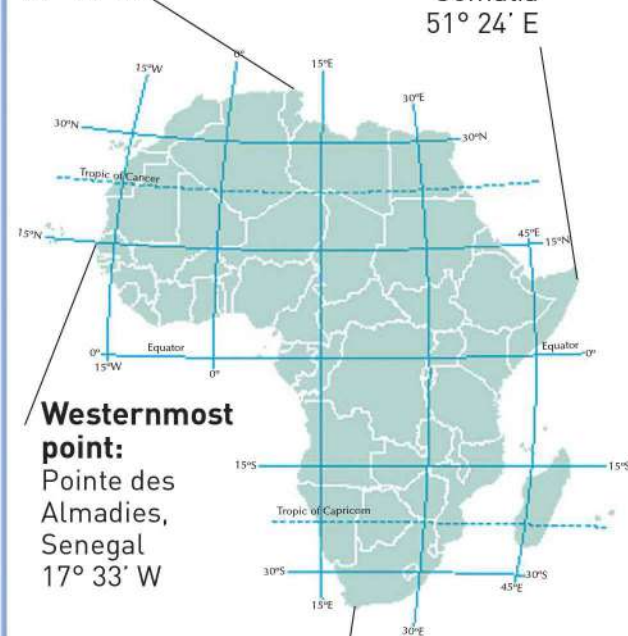 51° 24’ E
0°
15°W
15°E
30°E
30°N
30°N
Tropic of Cancer
15°N
45°E
15°N
0°
Equator
Equator
0°
15°W
0°
Westernmost
point:
Pointe des
Almadies,
Senegal
17° 33’ W
15°S
15°S
Tropic of Capricorn
30°S
30°S
45°E
15°E
30°E